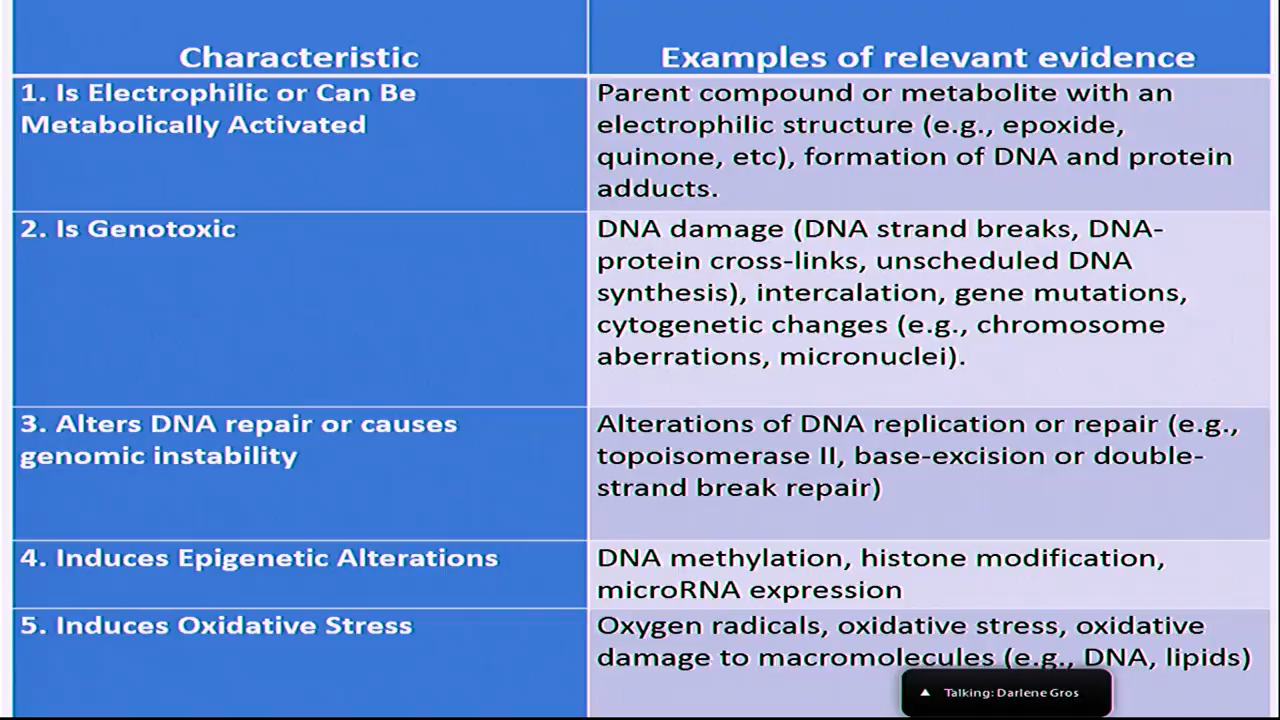 Characteristic
Examples of relevant evidence
1. Is Electrophilic or Can Be
Metabolically Activated
Parent compound or metabolite with an
electrophilic structure (e.g., epoxide,
quinone, etc), formation of DNA and protein
adducts.
2. Is Genotoxic
DNA damage (DNA strand breaks, DNA-
protein cross-links, unscheduled DNA
synthesis), intercalation, gene mutations,
cytogenetic changes (e.g., chromosome
aberrations, micronuclei).
3. Alters DNA repair or causes
genomic instability
Alterations of DNA replication or repair (e.g.,
topoisomerase II, base-excision or double-
strand break repair)
4. Induces Epigenetic Alterations
DNA methylation, histone modification,
microRNA expression
5. Induces Oxidative Stress
Oxygen radicals, oxidative stress, oxidative
damage to macromolecules (e.g., DNA, lipids)
Talking: Darlene Gros